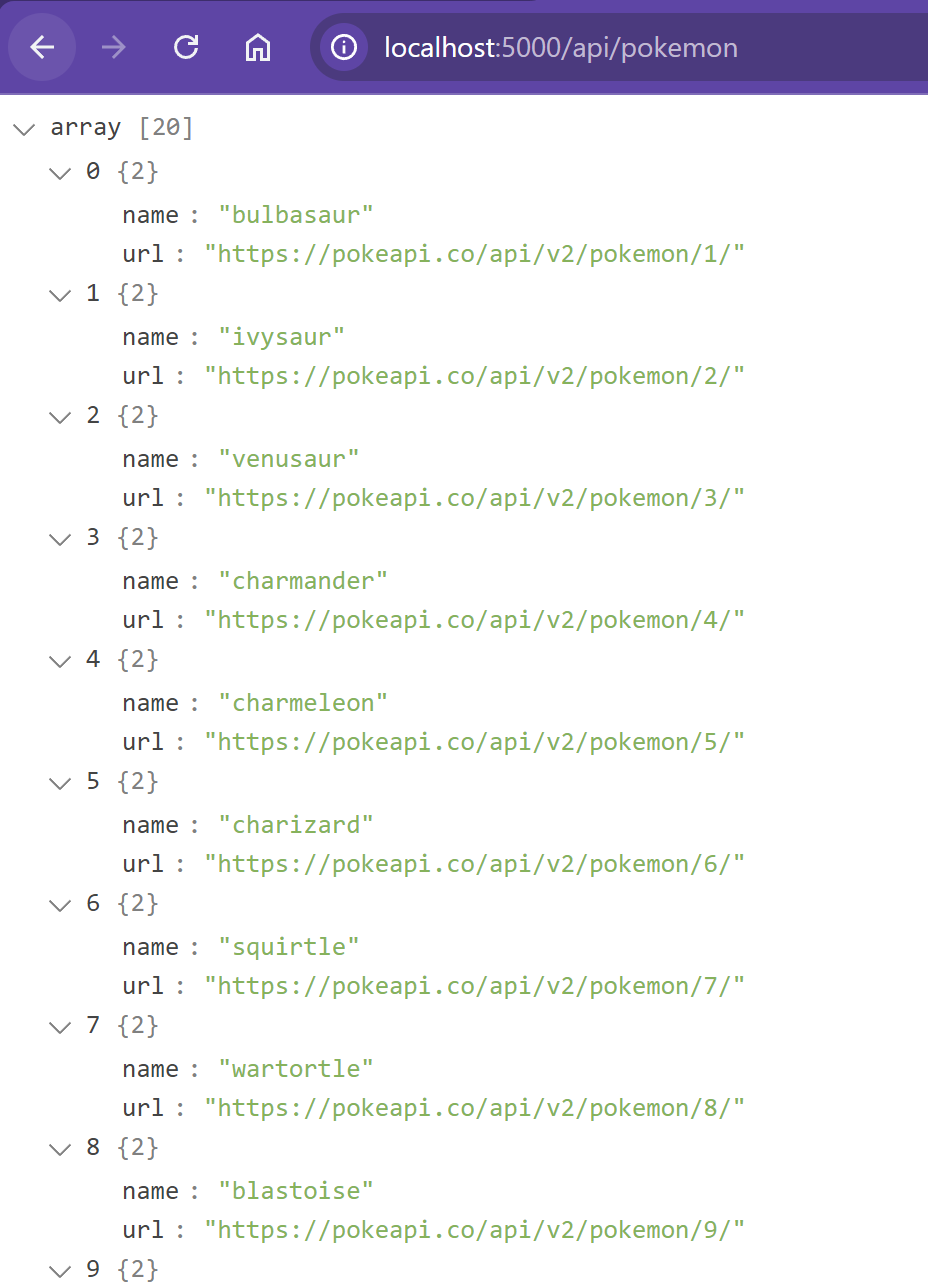 localhost:5000/api/pokemon
array [20]
0 {2}
name : "bulbasaur"
url : "https://pokeapi.co/api/v2/pokemon/1/"
1 {2}
name : "ivysaur"
url : "https://pokeapi.co/api/v2/pokemon/2/"
2 {2}
name : "venusaur"
url : "https://pokeapi.co/api/v2/pokemon/3/"
3 {2}
name : "charmander"
url : "https://pokeapi.co/api/v2/pokemon/4/"
4 {2}
name : "charmeleon"
url : "https://pokeapi.co/api/v2/pokemon/5/"
5 {2}
name : "charizard"
url : "https://pokeapi.co/api/v2/pokemon/6/"
6 {2}
name : "squirtle"
url : "https://pokeapi.co/api/v2/pokemon/7/"
7 {2}
name : "wartortle"
url : "https://pokeapi.co/api/v2/pokemon/8/"
8 {2}
name : "blastoise"
url : "https://pokeapi.co/api/v2/pokemon/9/"
9 {2}